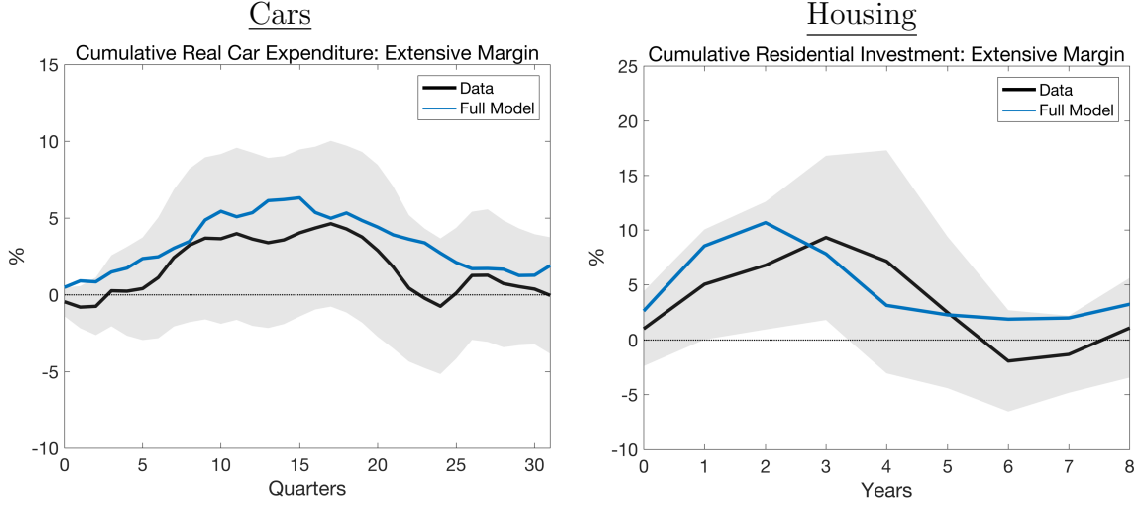 Cars
Cumulative Real Car Expenditure: Extensive Margin
15
10
5
0
-5
-10
%
Data
Full Model
0 5 10 15 20 25 30
Quarters
Housing
Cumulative Residential Investment: Extensive Margin
25
20
15
10
5
0
-5
-10
%
Data
Full Model
0 1 2 3 4 5 6 7 8
Years